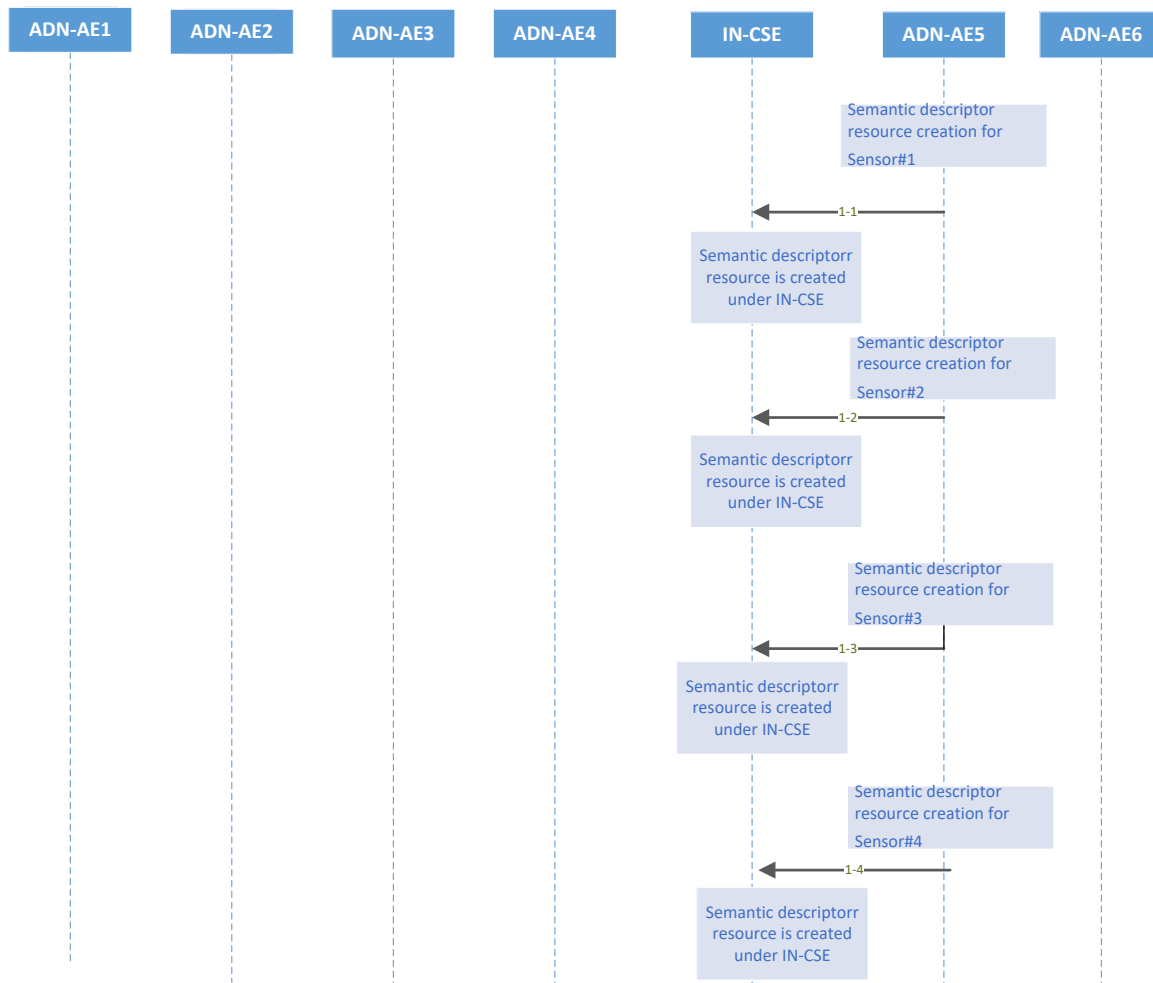 ADN-AE1
ADN-AE2
ADN-AE3
ADN-AE4
IN-CSE
ADN-AE5
ADN-AE6
Semantic descriptor
resource creation for
Sensor#1
1-1
Semantic descriptorr
resource is created
under IN-CSE
Semantic descriptor
resource creation for
Sensor#2
1-2
Semantic descriptorr
resource is created
under IN-CSE
Semantic descriptor
resource creation for
Sensor#3
1-3
Semantic descriptorr
resource is created
under IN-CSE
Semantic descriptor
resource creation for
Sensor#4
1-4
Semantic descriptorr
resource is created
under IN-CSE